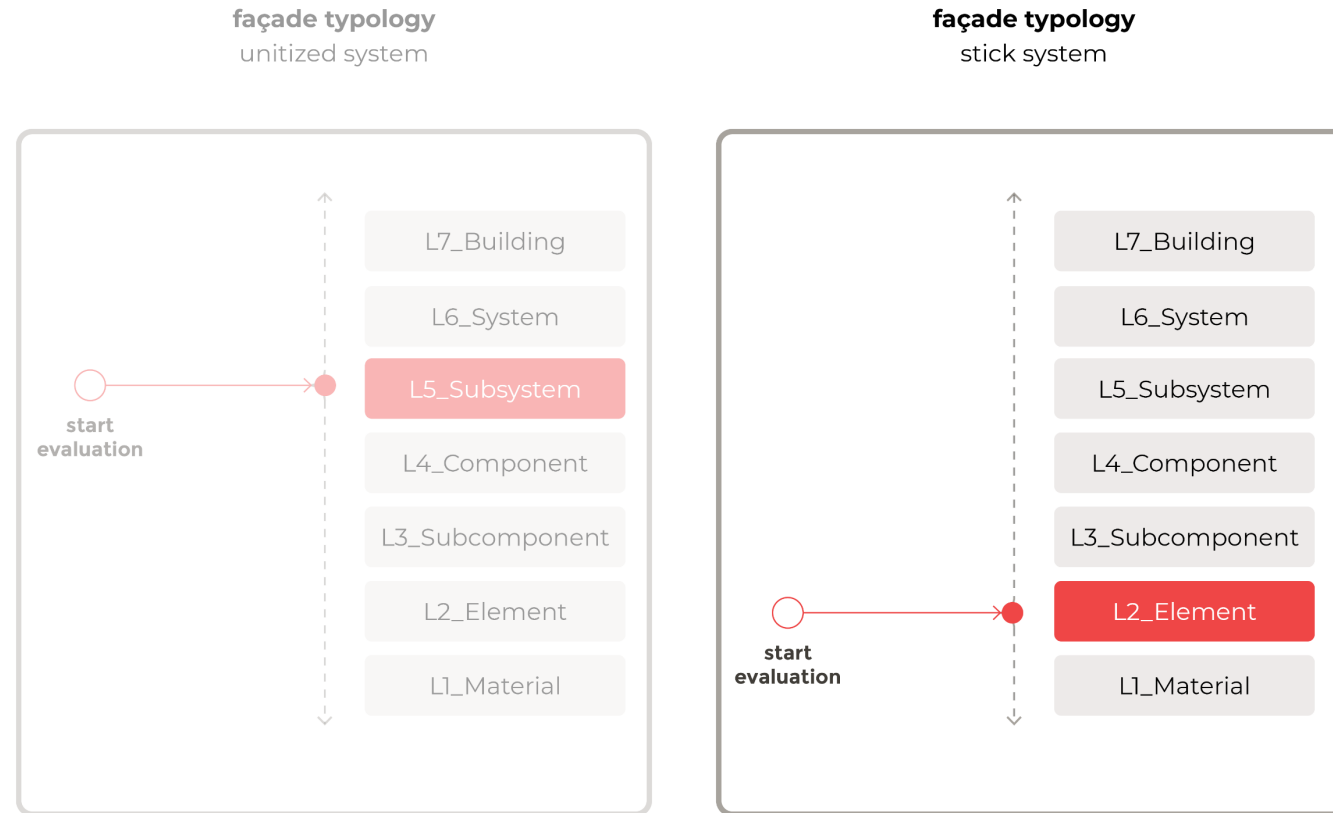 façade typology
unitized system
L7_Building
L6_System
L5_Subsystem
start
evaluation
L4_Component
L3_Subcomponent
L2_Element
L1_Material
façade typology
stick system
L7_Building
L6_System
L5_Subsystem
L4_Component
L3_Subcomponent
L2_Element
start
evaluation
L1_Material